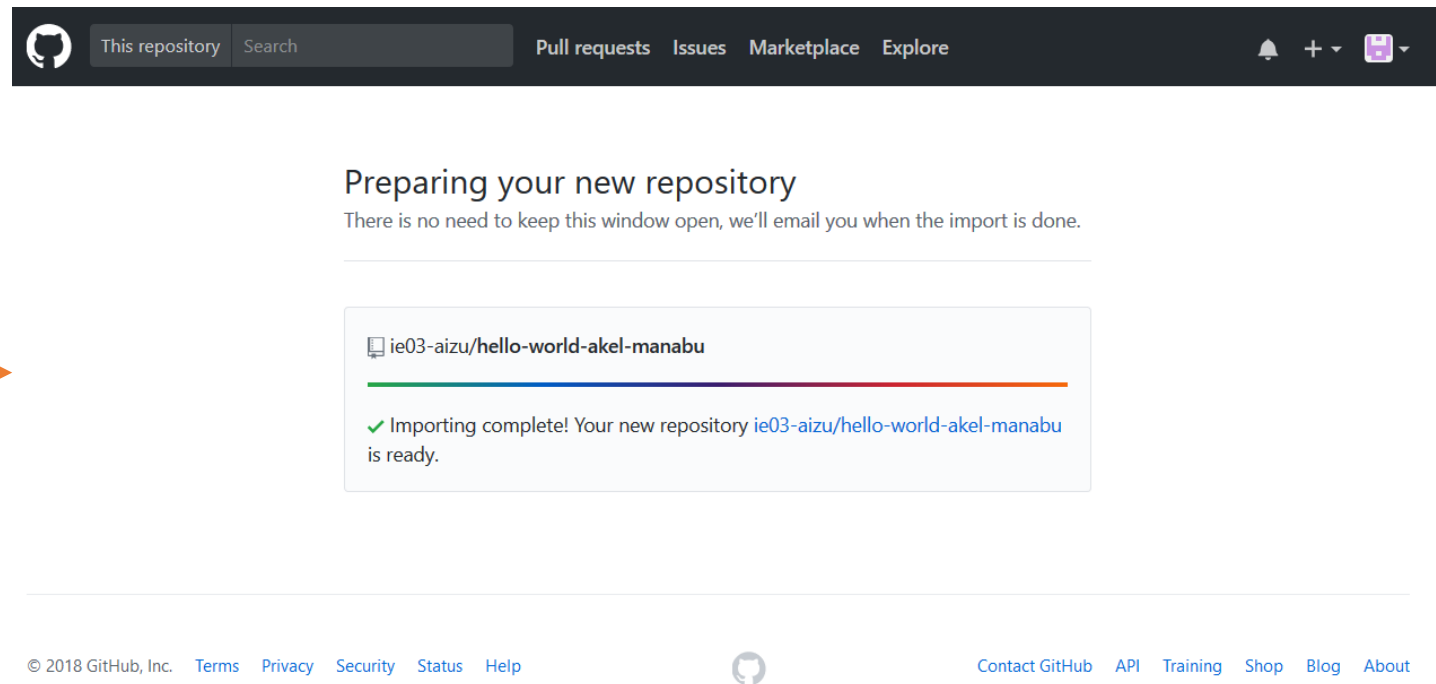 This repository Search Pull requests Issues Marketplace Explore
Preparing your new repository
There is no need to keep this window open, we’ll email you when the import is done.
ie03-aizu/hello-world-akel-manabu
Importing complete! Your new repository ie03-aizu/hello-world-akel-manabu
is ready.
© 2018 GitHub, Inc. Terms Privacy Security Status Help Contact GitHub API Training Shop Blog About